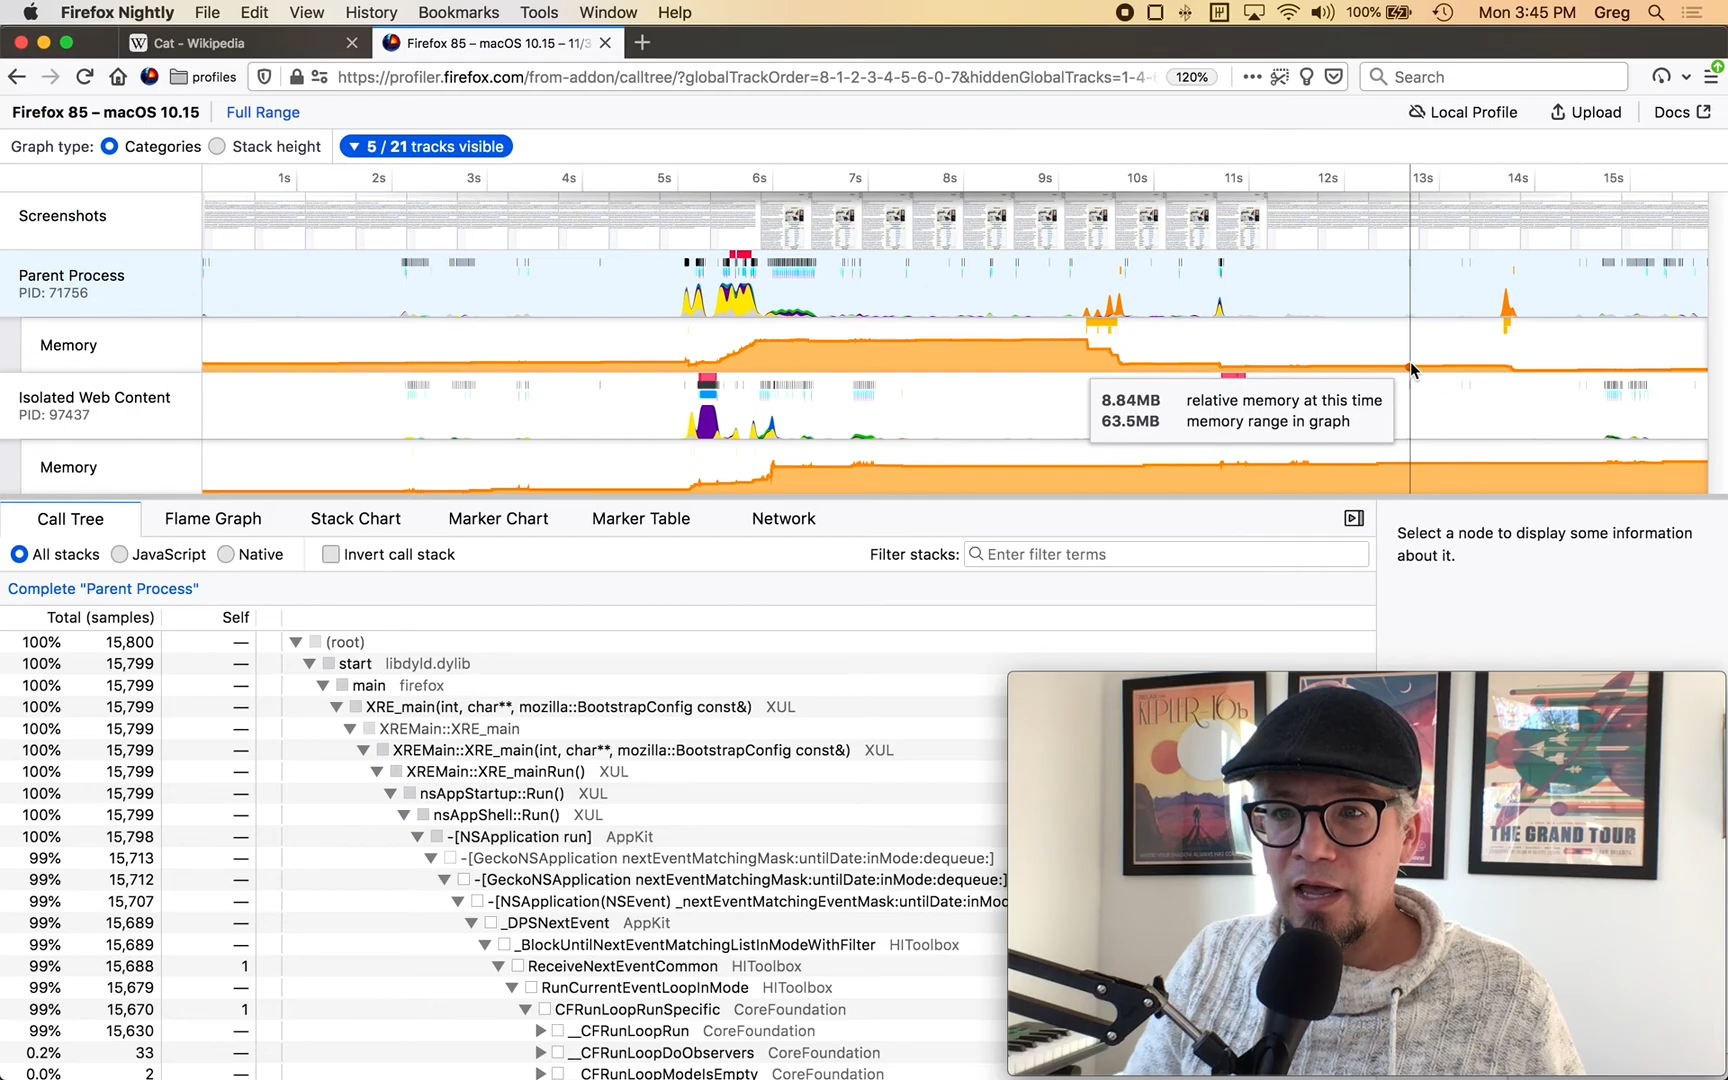 Firefox Nightly File Edit View History Bookmarks Tools Window Help 100% Mon 3:45 PM Greg
W Cat - Wikipedia Firefox 85 – macOS 10.15 – 11/3
profiles https://profiler.firefox.com/from-addon/calltree/?globalTrackOrder=8-1-2-3-4-5-6-0-7&hiddenGlobalTracks=1-4- 120% Search
Firefox 85 – macOS 10.15 Full Range Local Profile Upload Docs
Graph type: Categories Stack height 5 / 21 tracks visible
1s 2s 3s 4s 5s 6s 7s 8s 9s 10s 11s 12s 13s 14s 15s
Screenshots
Parent Process
PID: 71756
Memory
Isolated Web Content
PID: 97437
8.84MB relative memory at this time
63.5MB memory range in graph
Memory
Call Tree Flame Graph Stack Chart Marker Chart Marker Table Network
Select a node to display some information
about it.
All stacks JavaScript Native Invert call stack Filter stacks: Enter filter terms
Complete "Parent Process"
Total (samples) Self
100% 15,800 — (root)
100% 15,799 — start libdyld.dylib
100% 15,799 — main firefox
100% 15,799 — XRE_main(int, char**, mozilla::BootstrapConfig const&) XUL
100% 15,799 — XREMain::XRE_main
100% 15,799 — XREMain::XRE_main(int, char**, mozilla::BootstrapConfig const&) XUL
100% 15,799 — XREMain::XRE_mainRun() XUL
100% 15,799 — nsAppStartup::Run() XUL
100% 15,799 — nsAppShell::Run() XUL
100% 15,798 — -[NSApplication run] AppKit
99% 15,713 — -[GeckoNSApplication nextEventMatchingMask:untilDate:inMode:dequeue:]
99% 15,712 — -[GeckoNSApplication nextEventMatchingMask:untilDate:inMode:dequeue:]
99% 15,707 — -[NSApplication(NSEvent) _nextEventMatchingEventMask:untilDate:inMo
99% 15,689 — _DPSNextEvent AppKit
99% 15,689 — _BlockUntilNextEventMatchingListInModeWithFilter HIToolbox
99% 15,688 1 ReceiveNextEventCommon HIToolbox
99% 15,679 — RunCurrentEventLoopInMode HIToolbox
99% 15,670 1 CFRunLoopRunSpecific CoreFoundation
99% 15,630 — __CFRunLoopRun CoreFoundation
0.2% 33 — __CFRunLoopDoObservers CoreFoundation
0.0% 2 — __CFRunLoopModeIsEmpty CoreFoundation
KEPLER-16b
THE GRAND TOUR